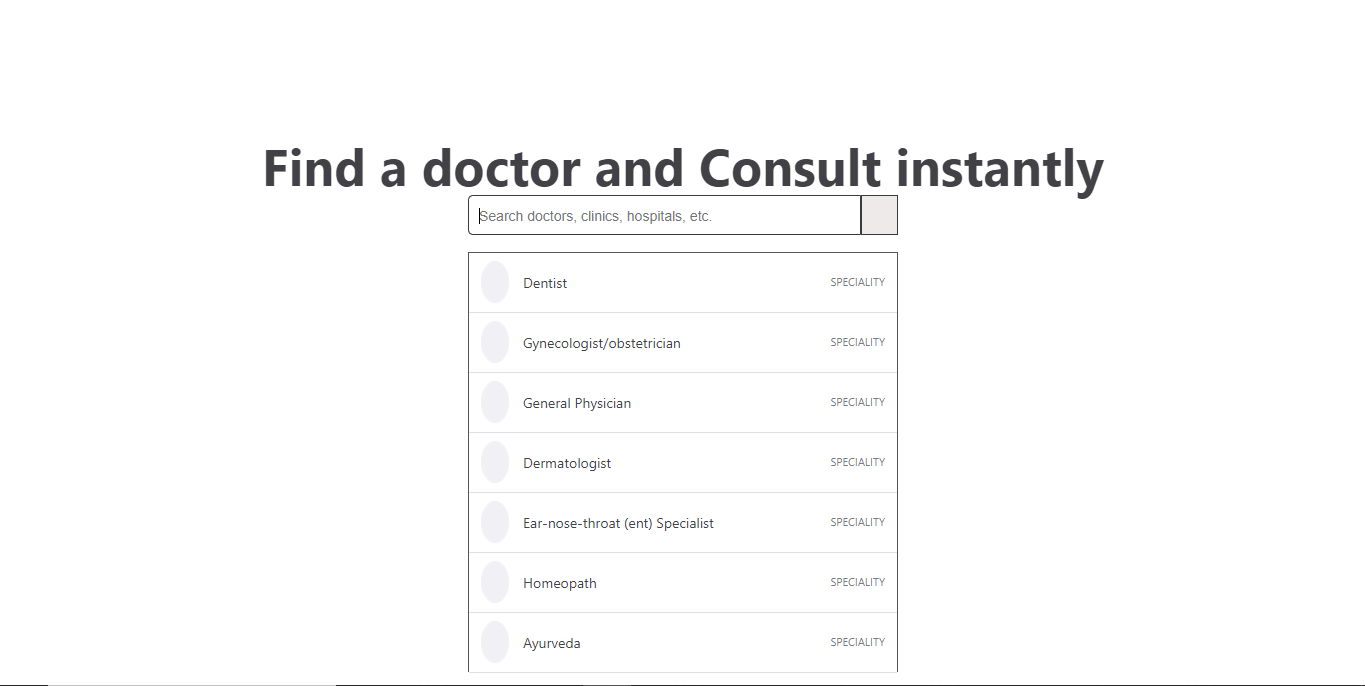 Find a doctor and Consult instantly
Search doctors, clinics, hospitals, etc.
Dentist SPECIALITY
Gynecologist/obstetrician SPECIALITY
General Physician SPECIALITY
Dermatologist SPECIALITY
Ear-nose-throat (ent) Specialist SPECIALITY
Homeopath SPECIALITY
Ayurveda SPECIALITY